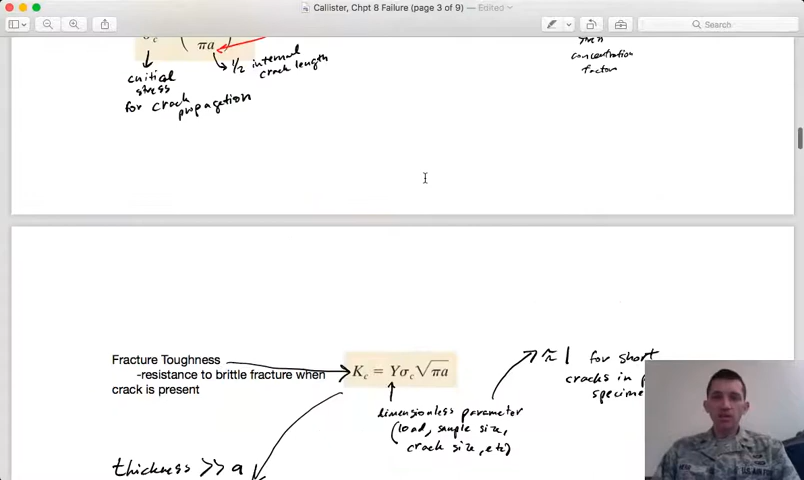 Callister, Chpt 8 Failure (page 3 of 9) — Edited
Search
πa
concentration
factor
½ internal
crack length
critical
stress
for crack
propagation
Fracture Toughness
-resistance to brittle fracture when
crack is present
K_c = Yσ_c√πa
≈ 1 for short
cracks in
specime
dimensionless parameter
(load, sample size,
crack size, etc)
thickness >> a
U.S. AIR